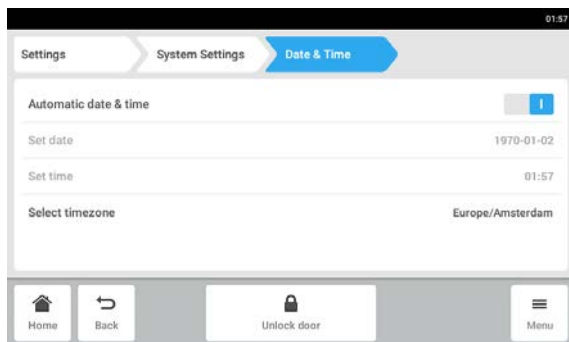 01:57
Settings System Settings Date & Time
Automatic date & time I
Set date 1970-01-02
Set time 01:57
Select timezone Europe/Amsterdam
Home Back Unlock door Menu